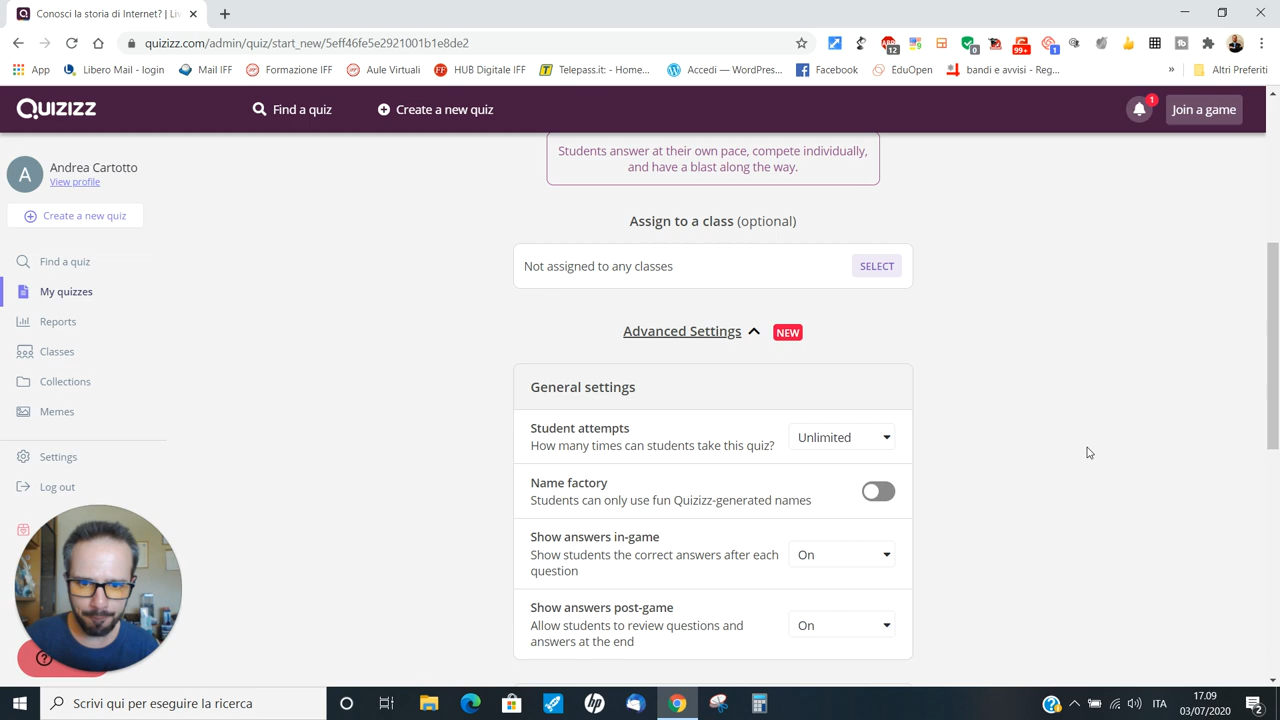 Conosci la storia di Internet? | Liv
quizizz.com/admin/quiz/start_new/5eff46fe5e2921001b1e8de2
App
Libero Mail - login
Mail IFF
Formazione IFF
Aule Virtuali
HUB Digitale IFF
Telepass.it: - Home...
Accedi — WordPress...
Facebook
EduOpen
bandi e avvisi - Reg...
»
Altri Preferiti
12
0
99+
1
Quizizz
Find a quiz
Create a new quiz
1
Join a game
A
Andrea Cartotto
View profile
Create a new quiz
Find a quiz
My quizzes
Reports
Classes
Collections
Memes
Settings
Log out
Students answer at their own pace, compete individually,
and have a blast along the way.
Assign to a class (optional)
Not assigned to any classes
SELECT
Advanced Settings
NEW
General settings
Student attempts
How many times can students take this quiz?
Unlimited
Name factory
Students can only use fun Quizizz-generated names
Show answers in-game
Show students the correct answers after each
question
On
Show answers post-game
Allow students to review questions and
answers at the end
On
Scrivi qui per eseguire la ricerca
ITA
17.09
03/07/2020
2